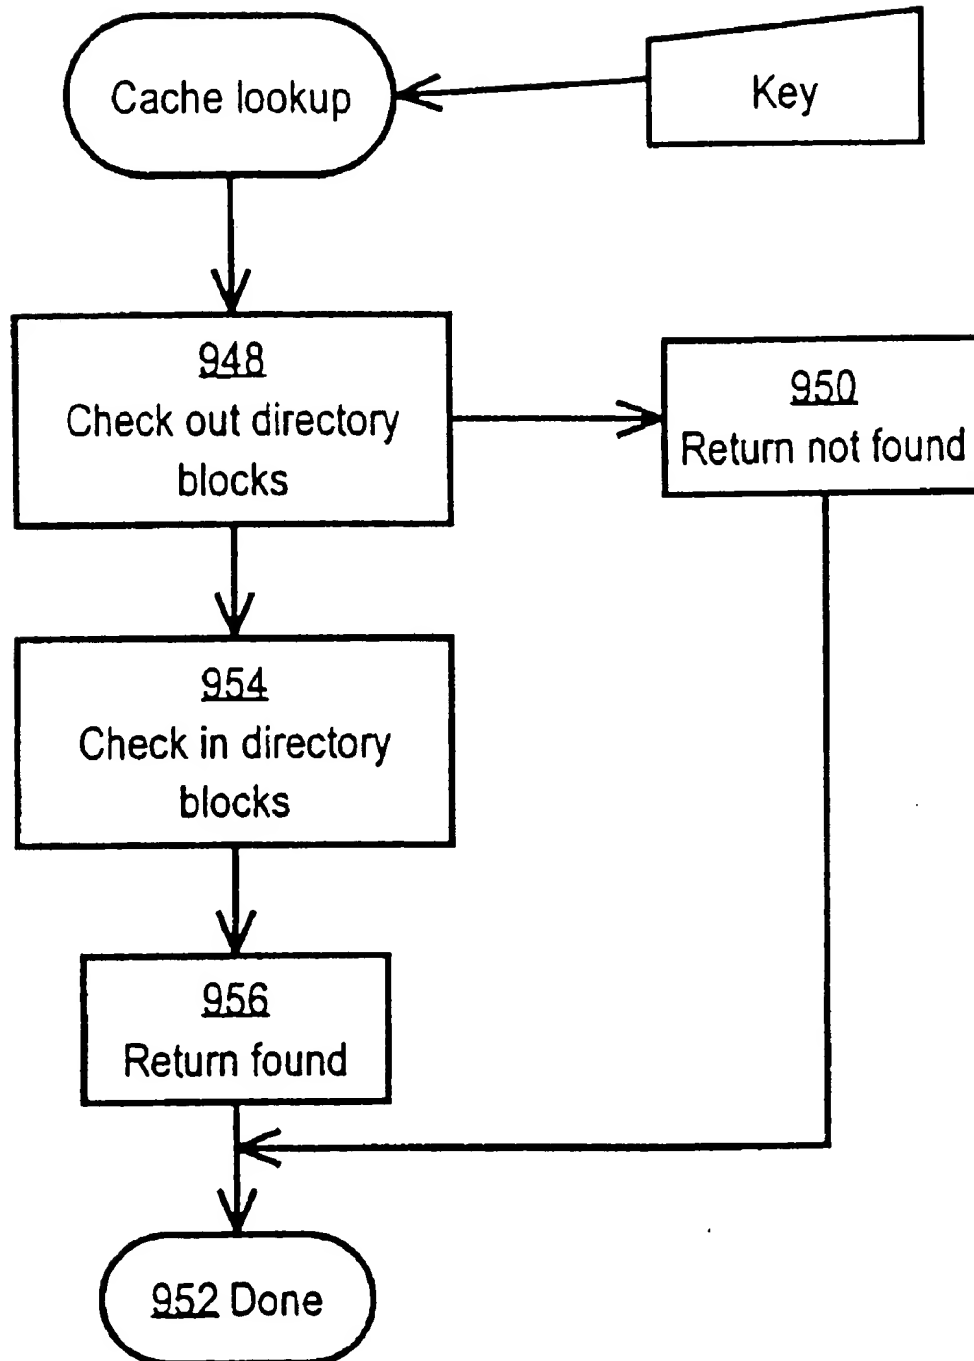 Cache lookup
Key
948
Check out directory
blocks
950
Return not found
954
Check in directory
blocks
956
Return found
952 Done